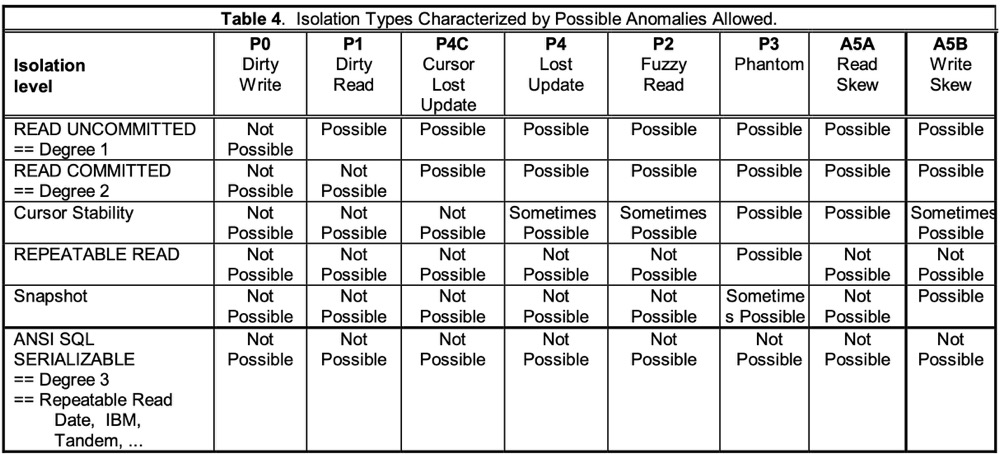 Table 4. Isolation Types Characterized by Possible Anomalies Allowed.
Isolation level
P0 Dirty Write
P1 Dirty Read
P4C Cursor Lost Update
P4 Lost Update
P2 Fuzzy Read
P3 Phantom
A5A Read Skew
A5B Write Skew
READ UNCOMMITTED == Degree 1
Not Possible
Possible
Possible
Possible
Possible
Possible
Possible
Possible
READ COMMITTED == Degree 2
Not Possible
Not Possible
Possible
Possible
Possible
Possible
Possible
Possible
Cursor Stability
Not Possible
Not Possible
Not Possible
Sometimes Possible
Sometimes Possible
Possible
Possible
Sometimes Possible
REPEATABLE READ
Not Possible
Not Possible
Not Possible
Not Possible
Not Possible
Possible
Not Possible
Not Possible
Snapshot
Not Possible
Not Possible
Not Possible
Not Possible
Not Possible
Sometime s Possible
Not Possible
Possible
ANSI SQL SERIALIZABLE == Degree 3 == Repeatable Read Date, IBM, Tandem, ...
Not Possible
Not Possible
Not Possible
Not Possible
Not Possible
Not Possible
Not Possible
Not Possible